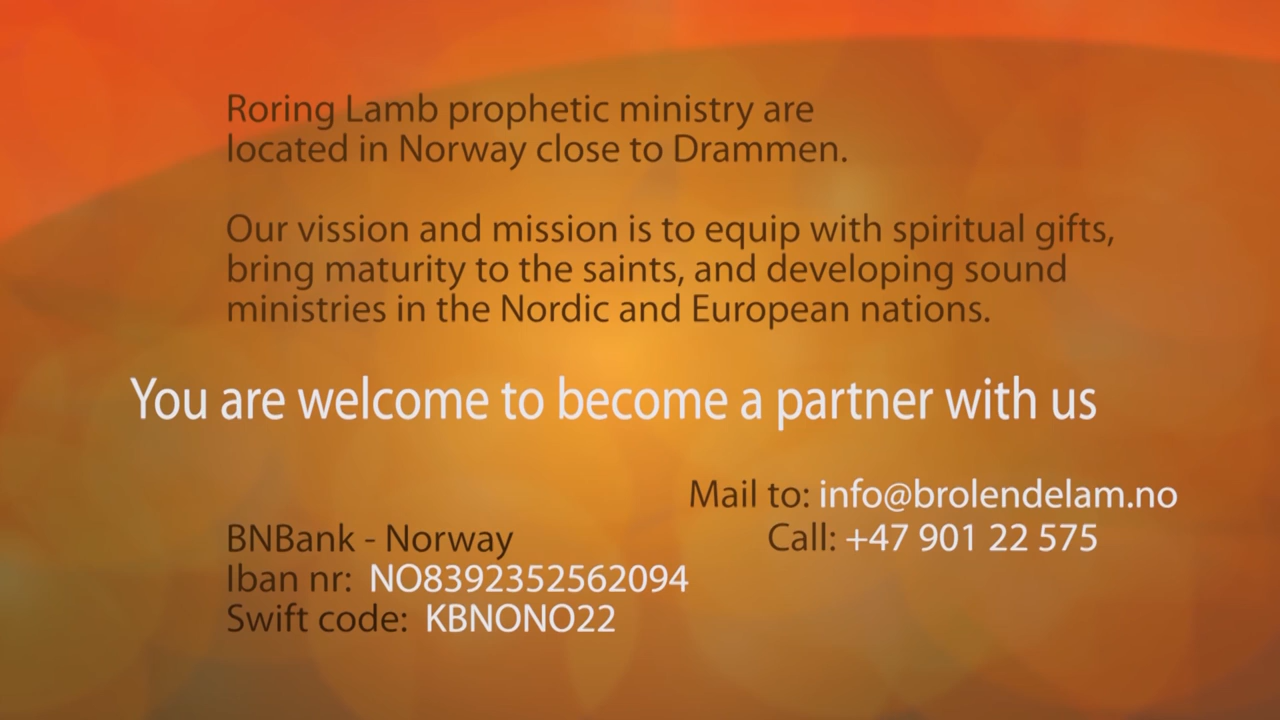 Roring Lamb prophetic ministry are
located in Norway close to Drammen.
Our vission and mission is to equip with spiritual gifts,
bring maturity to the saints, and developing sound
ministries in the Nordic and European nations.
You are welcome to become a partner with us
Mail to: info@brolendelam.no
Call: +47 901 22 575
BNBank - Norway
Iban nr: NO8392352562094
Swift code: KBNONO22